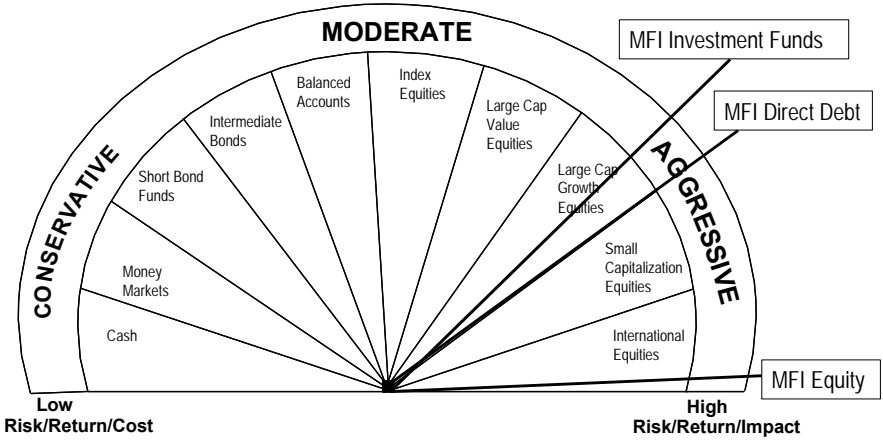 MODERATE
CONSERVATIVE
AGGRESSIVE
MFI Investment Funds
MFI Direct Debt
MFI Equity
Cash
Money
Markets
Short Bond
Funds
Intermediate
Bonds
Balanced
Accounts
Index
Equities
Large Cap
Value
Equities
Large Cap
Growth
Equities
Small
Capitalization
Equities
International
Equities
Low
Risk/Return/Cost
High
Risk/Return/Impact